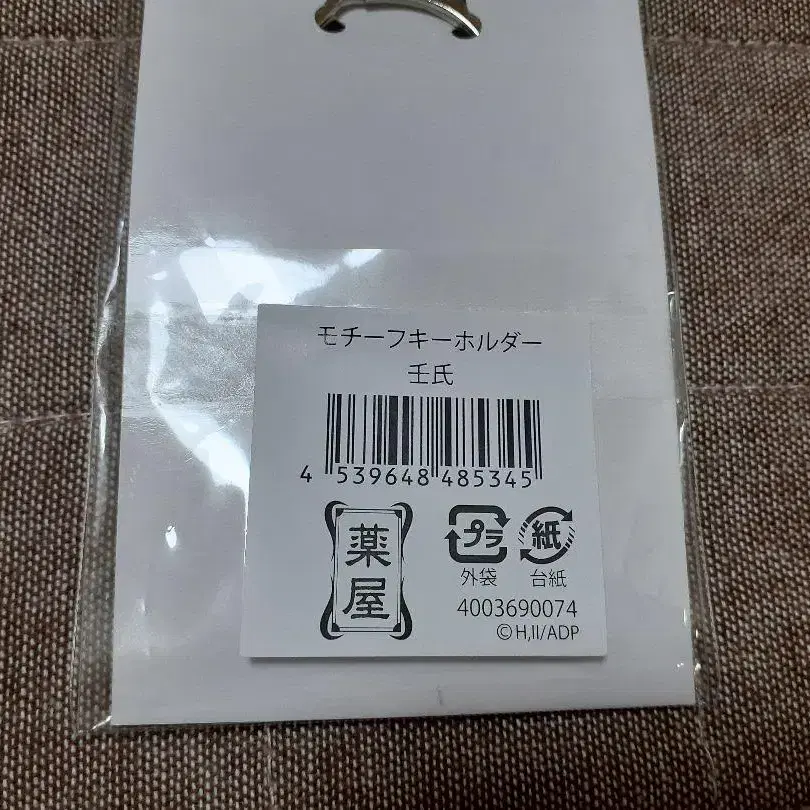 モチーフキーホルダー
壬氏
4 539648 485345
薬屋
プラ 紙
外袋 台紙
4003690074
©H,II/ADP